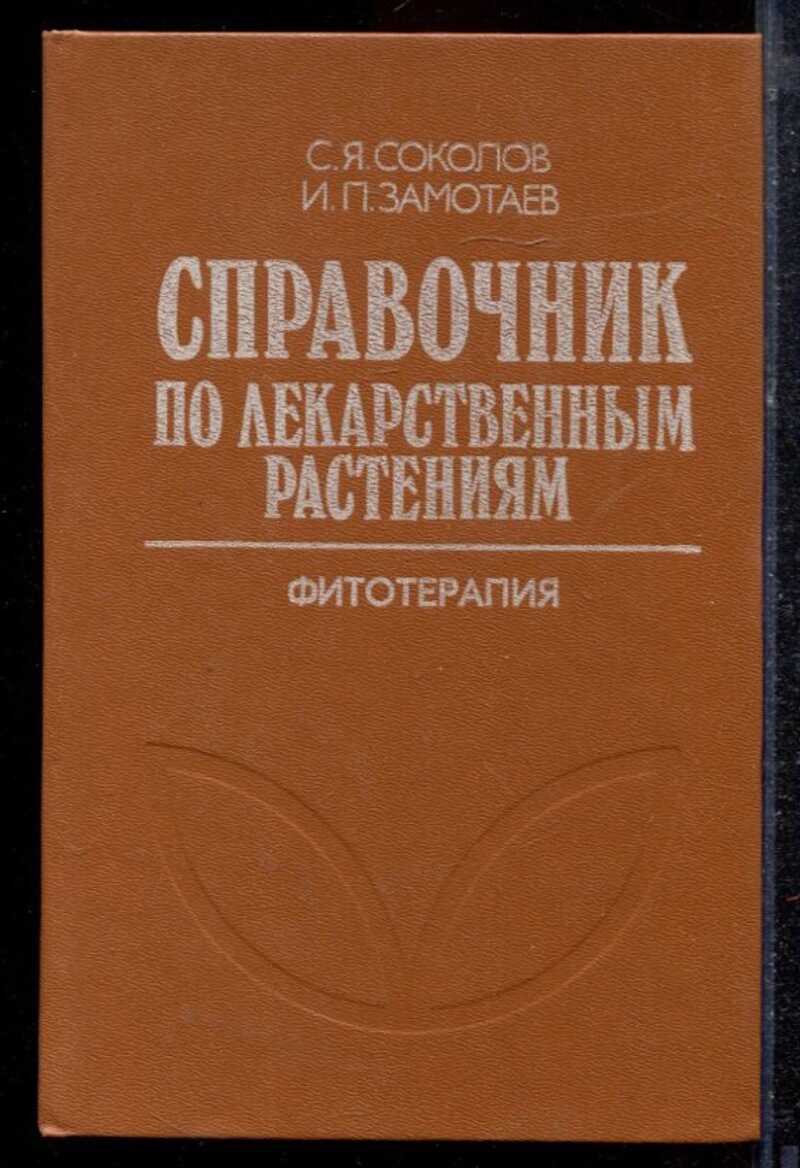 С.Я.СОКОЛОВ
И.П.ЗАМОТАЕВ
СПРАВОЧНИК
ПО ЛЕКАРСТВЕННЫМ
РАСТЕНИЯМ
ФИТОТЕРАПИЯ